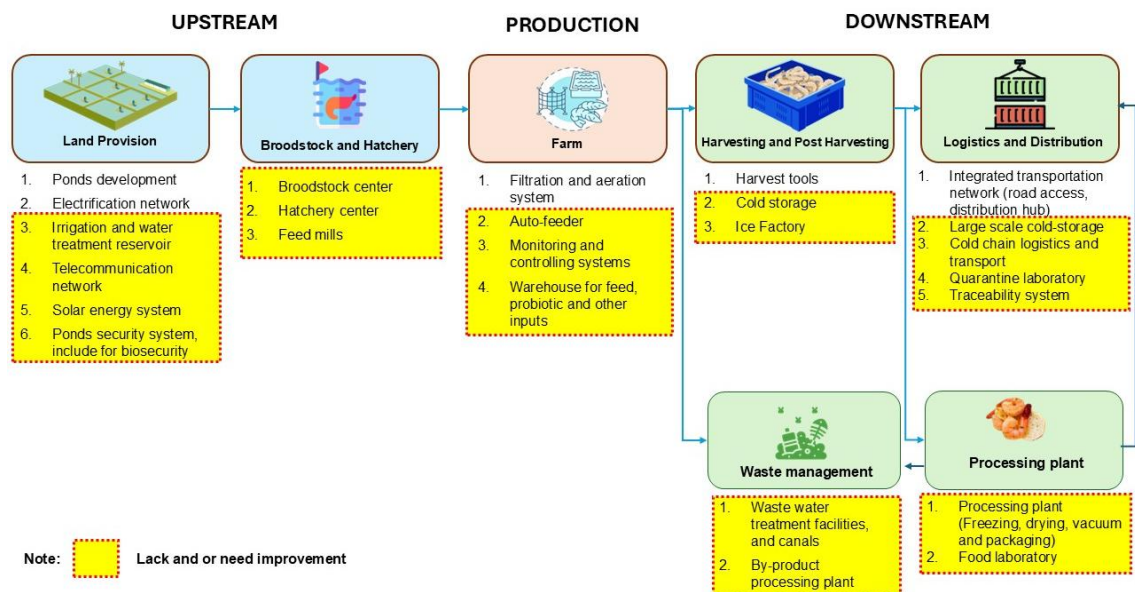 UPSTREAM
PRODUCTION
DOWNSTREAM
Land Provision
Broodstock and Hatchery
Farm
Harvesting and Post Harvesting
Logistics and Distribution
1. Ponds development
2. Electrification network
3. Irrigation and water
treatment reservoir
4. Telecommunication
network
5. Solar energy system
6. Ponds security system,
include for biosecurity
1. Broodstock center
2. Hatchery center
3. Feed mills
1. Filtration and aeration
system
2. Auto-feeder
3. Monitoring and
controlling systems
4. Warehouse for feed,
probiotic and other
inputs
1. Harvest tools
2. Cold storage
3. Ice Factory
1. Integrated transportation
network (road access,
distribution hub)
2. Large scale cold-storage
3. Cold chain logistics and
transport
4. Quarantine laboratory
5. Traceability system
Waste management
Processing plant
1. Waste water
treatment facilities,
and canals
2. By-product
processing plant
1. Processing plant
(Freezing, drying, vacuum
and packaging)
2. Food laboratory
Note:
Lack and or need improvement